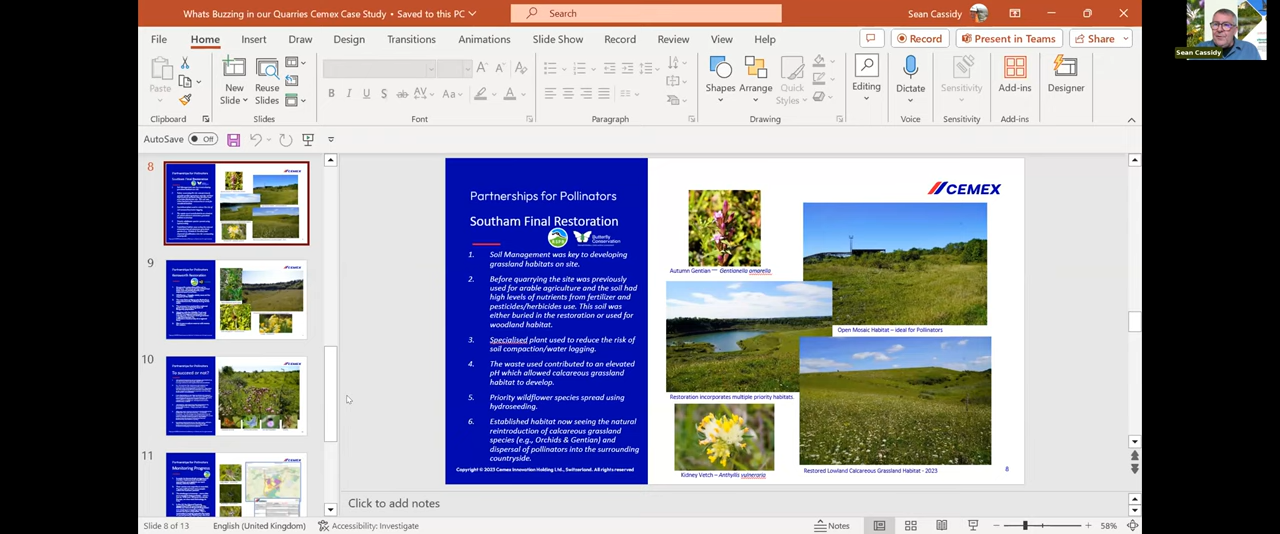 Whats Buzzing in our Quarries Cemex Case Study • Saved to this PC
Search
Sean Cassidy
File Home Insert Draw Design Transitions Animations Slide Show Record Review View Help
Record
Present in Teams
Share
Paste
New
Slide
Reuse
Slides
Shapes
Arrange
Quick
Styles
Editing
Dictate
Sensitivity
Add-ins
Designer
Clipboard
Slides
Font
Paragraph
Drawing
Voice
Sensitivity
Add-ins
AutoSave Off
8
9
10
11
To succeed or not?
Monitoring Progress
Partnerships for Pollinators
Southam Final Restoration
Butterfly
Conservation
1. Soil Management was key to developing
grassland habitats on site.
2. Before quarrying the site was previously
used for arable agriculture and the soil had
high levels of nutrients from fertilizer and
pesticides/herbicides use. This soil was
either buried in the restoration or used for
woodland habitat.
3. Specialised plant used to reduce the risk of
soil compaction/water logging.
4. The waste used contributed to an elevated
pH which allowed calcareous grassland
habitat to develop.
5. Priority wildflower species spread using
hydroseeding.
6. Established habitat now seeing the natural
reintroduction of calcareous grassland
species (e.g., Orchids & Gentian) and
dispersal of pollinators into the surrounding
countryside.
Copyright © 2023 Cemex Innovation Holding Ltd., Switzerland. All rights reserved
CEMEX
Autumn Gentian – Gentianella amarella
Open Mosaic Habitat – ideal for Pollinators
Restoration incorporates multiple priority habitats.
Kidney Vetch – Anthyllis vulneraria
Restored Lowland Calcareous Grassland Habitat - 2023
8
Click to add notes
Slide 8 of 13
English (United Kingdom)
Accessibility: Investigate
Notes
58%
Sean Cassidy